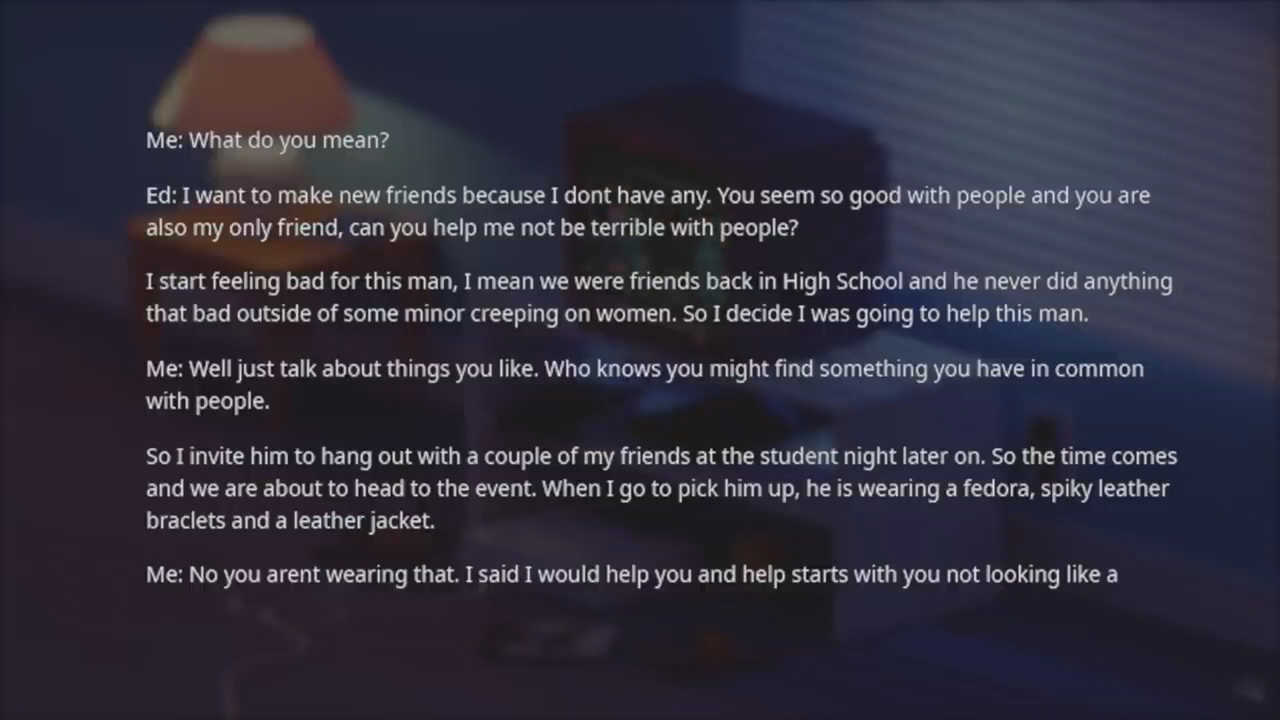 Me: What do you mean?
Ed: I want to make new friends because I dont have any. You seem so good with people and you are
also my only friend, can you help me not be terrible with people?
I start feeling bad for this man, I mean we were friends back in High School and he never did anything
that bad outside of some minor creeping on women. So I decide I was going to help this man.
Me: Well just talk about things you like. Who knows you might find something you have in common
with people.
So I invite him to hang out with a couple of my friends at the student night later on. So the time comes
and we are about to head to the event. When I go to pick him up, he is wearing a fedora, spiky leather
braclets and a leather jacket.
Me: No you arent wearing that. I said I would help you and help starts with you not looking like a